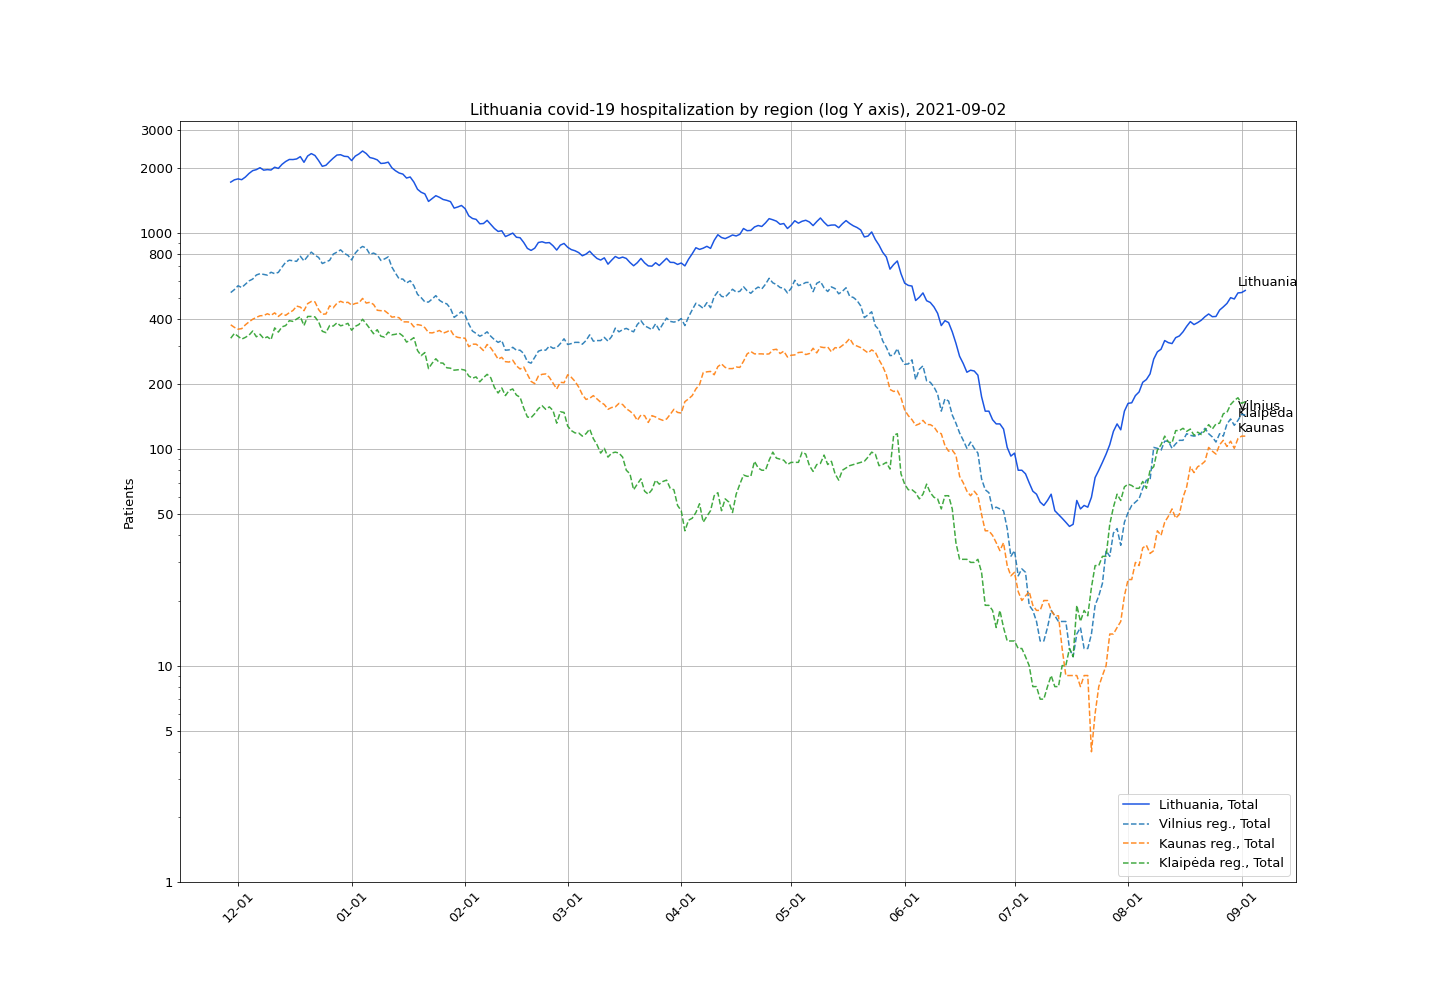 Lithuania covid-19 hospitalization by region (log Y axis), 2021-09-02
3000
2000
1000
800
400
200
100
50
10
5
1
Patients
Lithuania
Vilnius
Klaipėda
Kaunas
Lithuania, Total
Vilnius reg., Total
Kaunas reg., Total
Klaipėda reg., Total
12-01
01-01
02-01
03-01
04-01
05-01
06-01
07-01
08-01
09-01